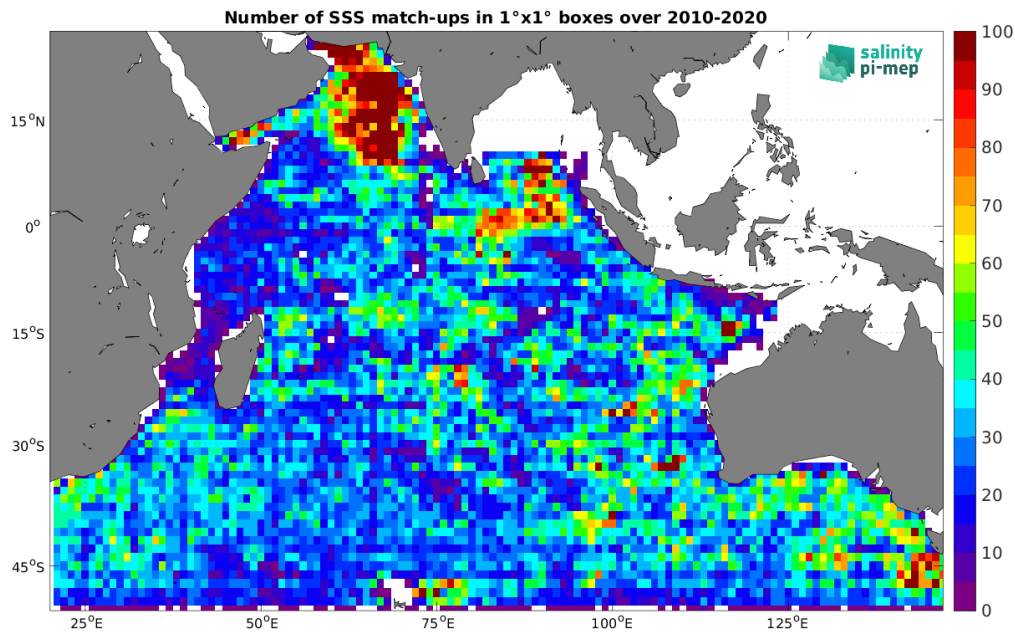 Number of SSS match-ups in 1°x1° boxes over 2010-2020
salinity
pi-mep
100
90
80
70
60
50
40
30
20
10
0
15°N
0°
15°S
30°S
45°S
25°E
50°E
75°E
100°E
125°E